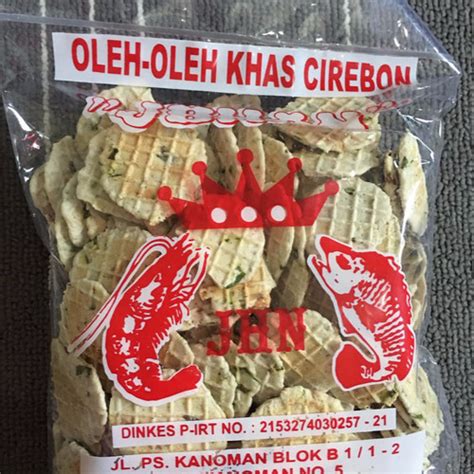 OLEH-OLEH KHAS CIREBON
JHN
DINKES P-IRT NO. : 2153274030257 - 21
JL. PS. KANOMAN BLOK B 1 / 1 - 2
NO. 5